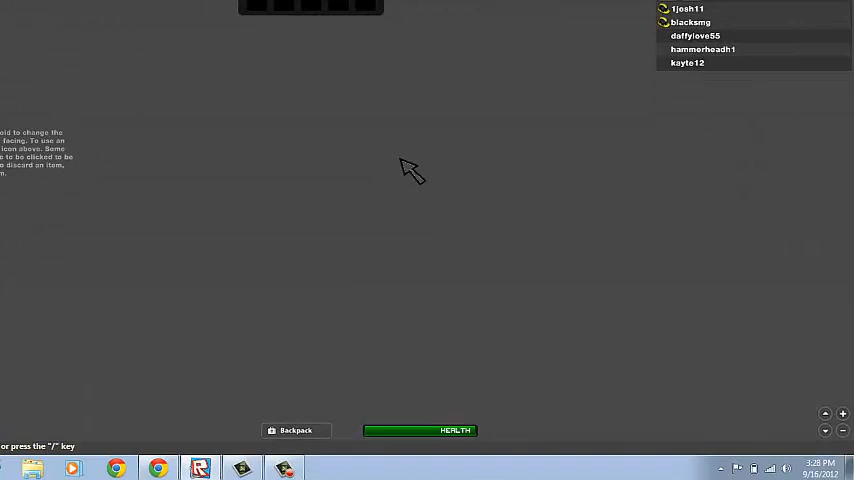 1josh11
blacksmg
daffylove55
hammerheadh1
kayte12
oid to change the
facing. To use an
icon above. Some
e to be clicked to be
o discard an item,
m.
Backpack
HEALTH
or press the "/" key
3:28 PM
9/16/2012